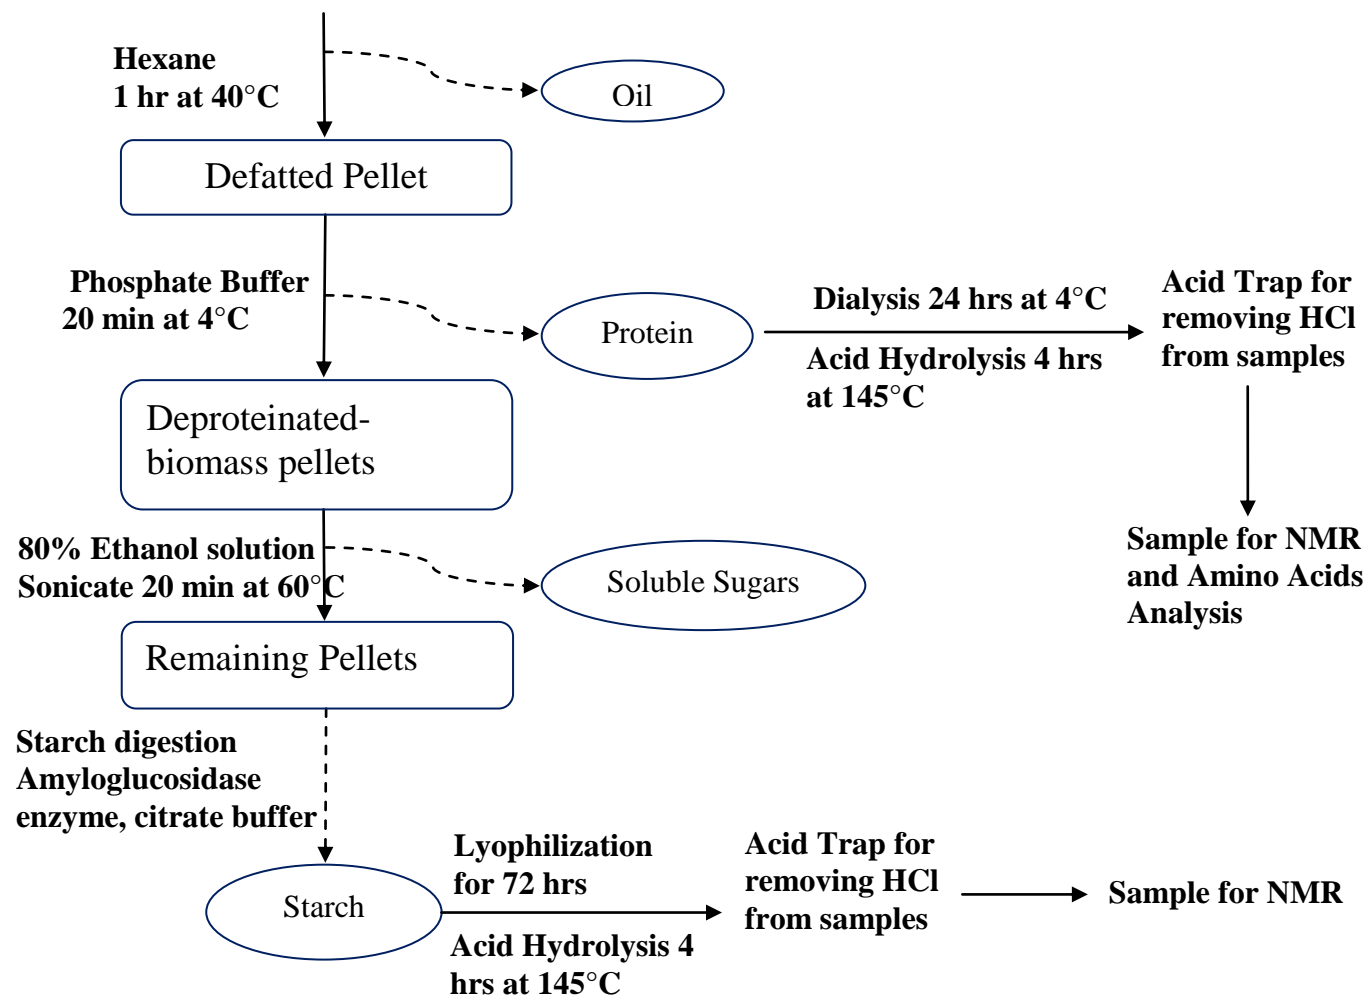 Hexane
1 hr at 40°C
Oil
Defatted Pellet
Phosphate Buffer
20 min at 4°C
Protein
Dialysis 24 hrs at 4°C
Acid Hydrolysis 4 hrs
at 145°C
Acid Trap for
removing HCl
from samples
Deproteinated-
biomass pellets
80% Ethanol solution
Sonicate 20 min at 60°C
Soluble Sugars
Sample for NMR
and Amino Acids
Analysis
Remaining Pellets
Starch digestion
Amyloglucosidase
enzyme, citrate buffer
Starch
Lyophilization
for 72 hrs
Acid Hydrolysis 4
hrs at 145°C
Acid Trap for
removing HCl
from samples
Sample for NMR